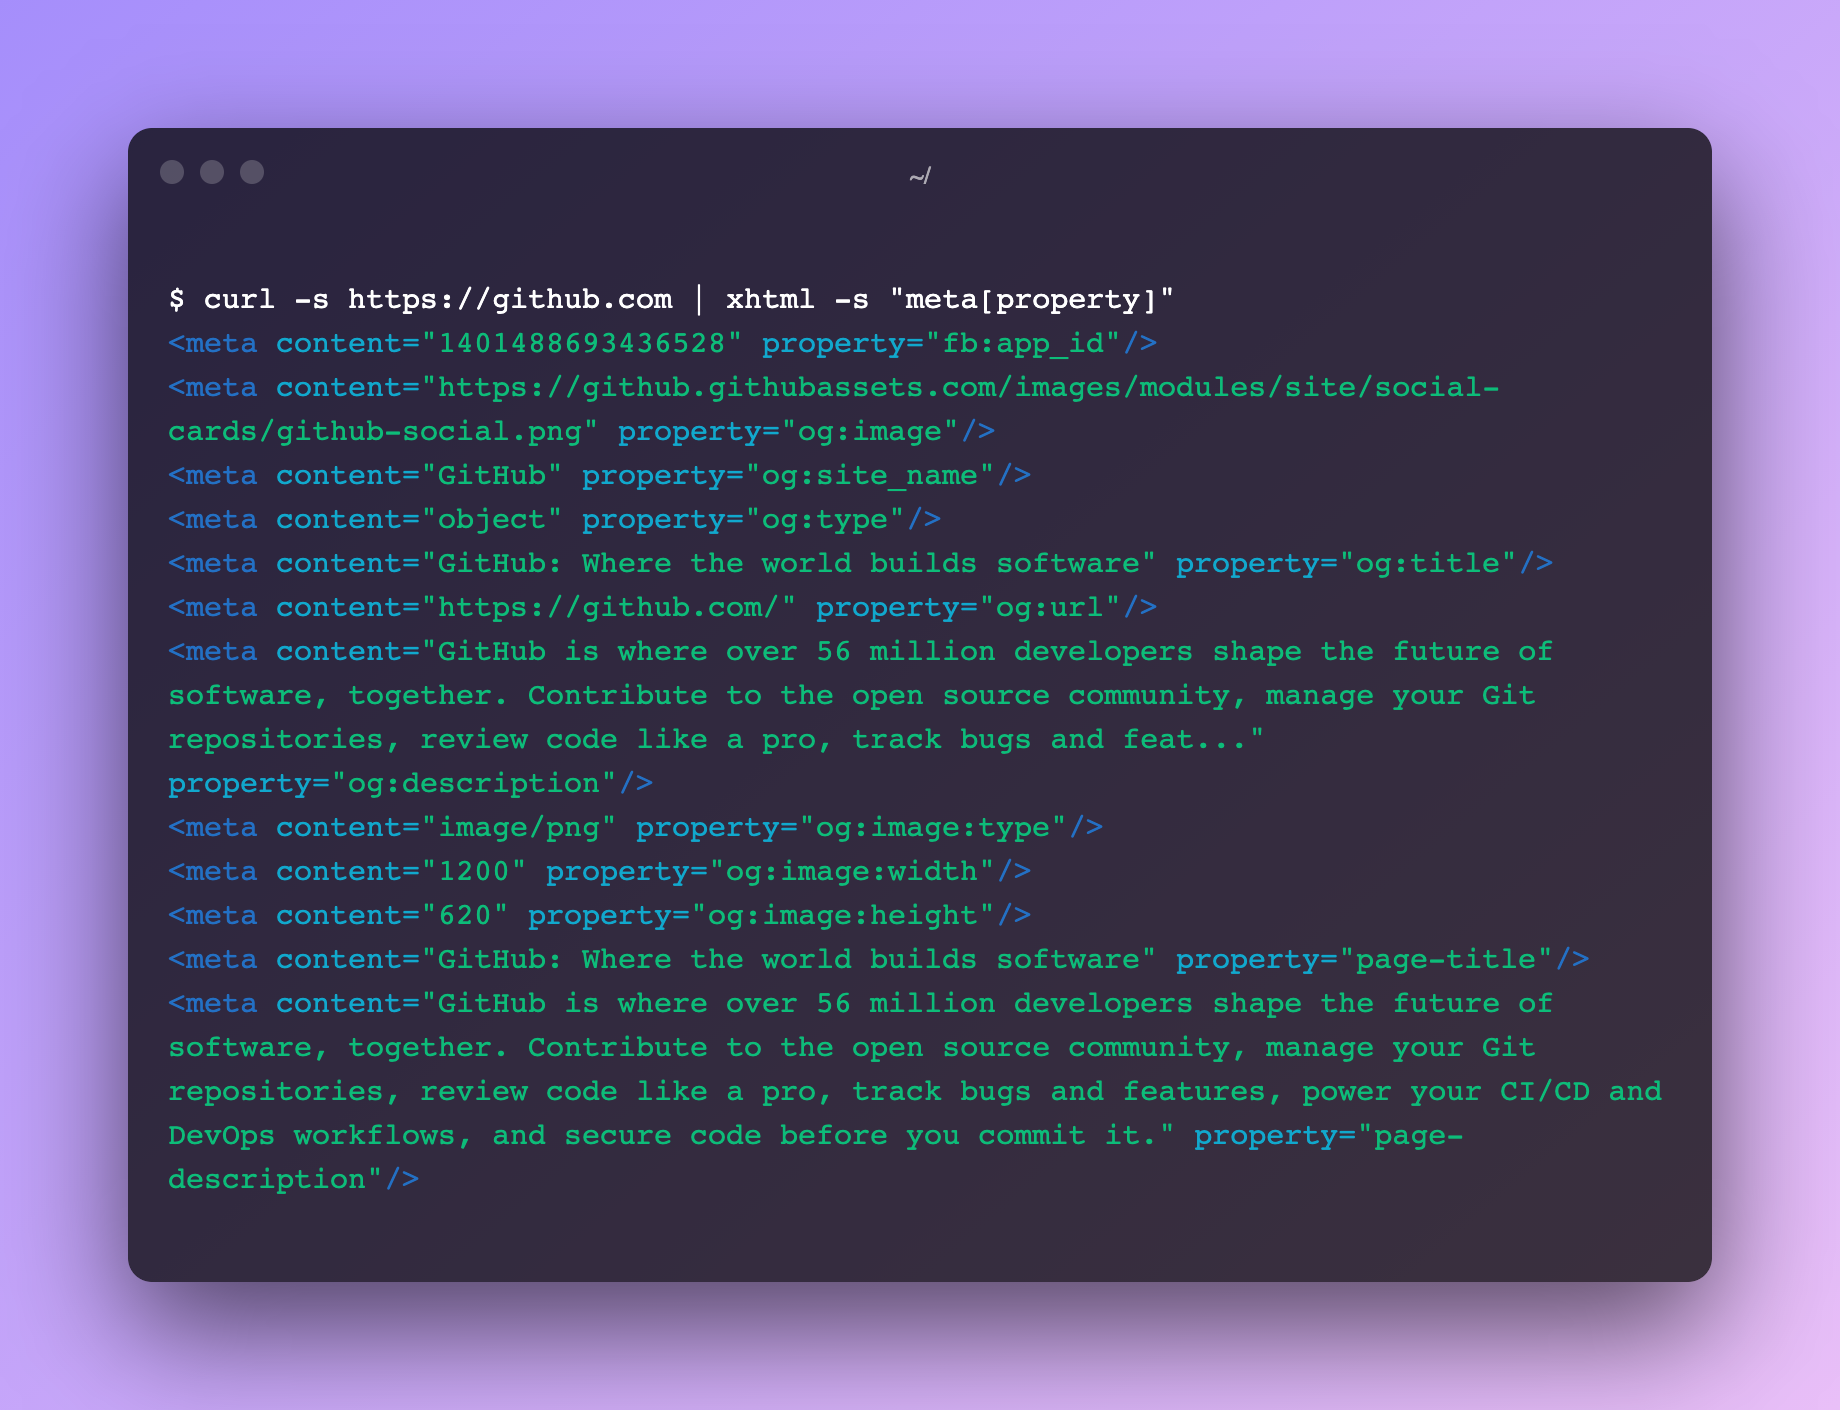 ~/
$ curl -s https://github.com | xhtml -s "meta[property]"
<meta content="1401488693436528" property="fb:app_id"/>
<meta content="https://github.githubassets.com/images/modules/site/social-
cards/github-social.png" property="og:image"/>
<meta content="GitHub" property="og:site_name"/>
<meta content="object" property="og:type"/>
<meta content="GitHub: Where the world builds software" property="og:title"/>
<meta content="https://github.com/" property="og:url"/>
<meta content="GitHub is where over 56 million developers shape the future of
software, together. Contribute to the open source community, manage your Git
repositories, review code like a pro, track bugs and feat..."
property="og:description"/>
<meta content="image/png" property="og:image:type"/>
<meta content="1200" property="og:image:width"/>
<meta content="620" property="og:image:height"/>
<meta content="GitHub: Where the world builds software" property="page-title"/>
<meta content="GitHub is where over 56 million developers shape the future of
software, together. Contribute to the open source community, manage your Git
repositories, review code like a pro, track bugs and features, power your CI/CD and
DevOps workflows, and secure code before you commit it." property="page-
description"/>